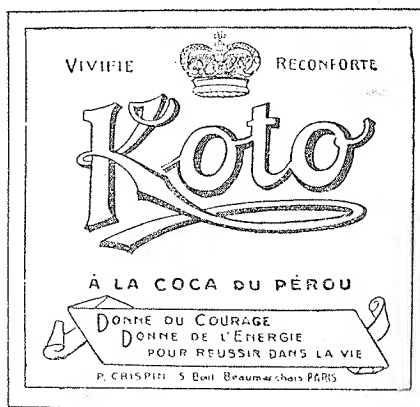 VIVIFIE RECONFORTE
Koto
À LA COCA DU PÉROU
DONNE DU COURAGE
DONNE DE L'ENERGIE
POUR REUSSIR DANS LA VIE
P. CRISPIN 5 Boul. Beaumarchais PARIS